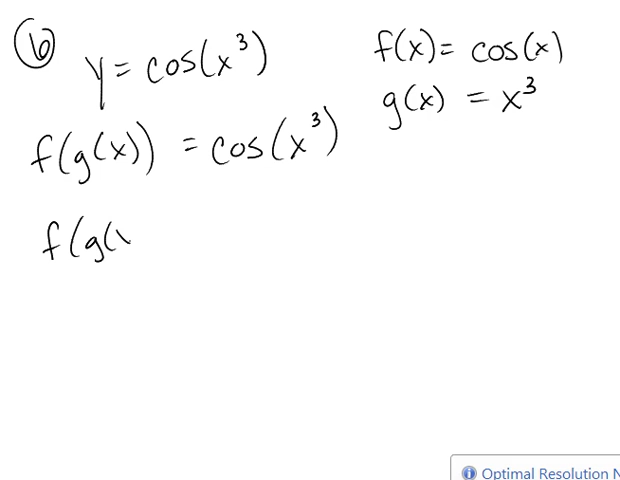 6 y = cos(x³)
f(x) = cos(x)
g(x) = x³
f(g(x)) = cos(x³)
f(g(
Optimal Resolution N